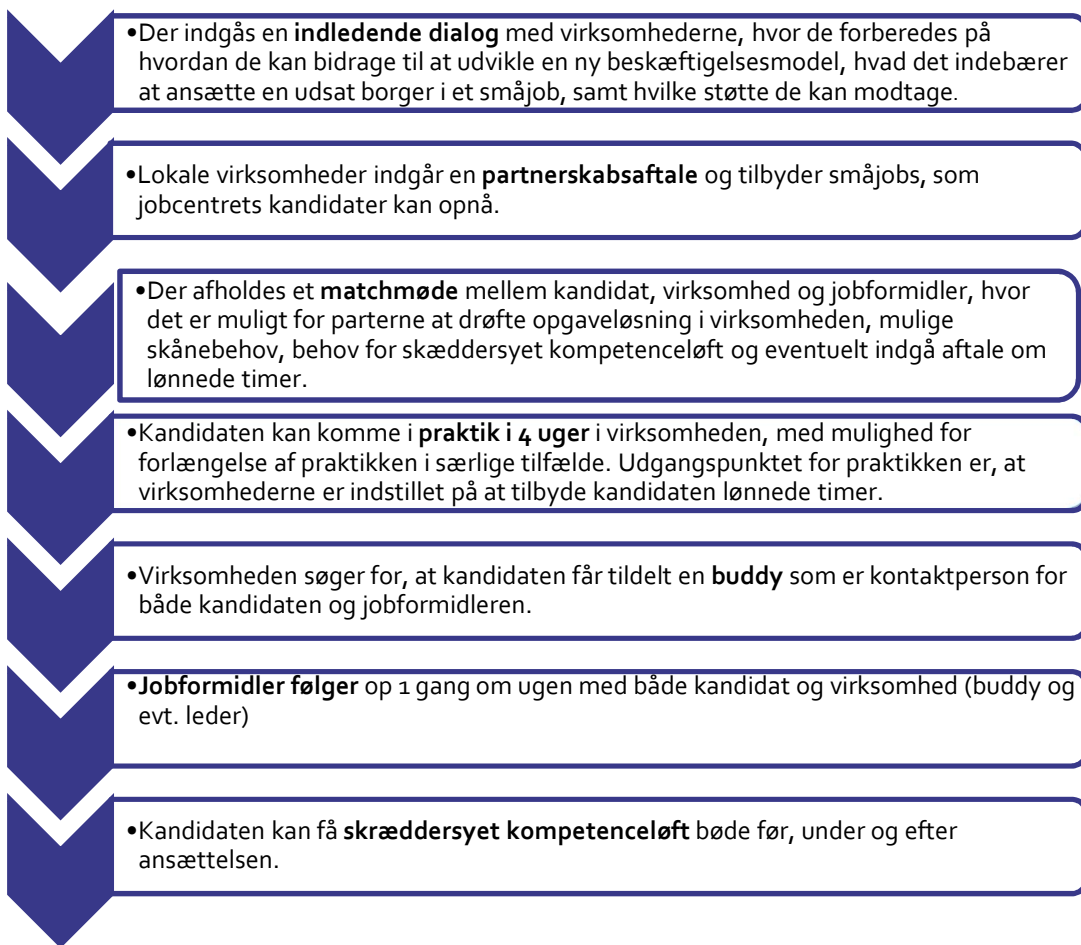 •Der indgås en indledende dialog med virksomhederne, hvor de forberedes på
hvordan de kan bidrage til at udvikle en ny beskæftigelsesmodel, hvad det indebærer
at ansætte en udsat borger i et småjob, samt hvilke støtte de kan modtage.
•Lokale virksomheder indgår en partnerskabsaftale og tilbyder småjobs, som
jobcentrets kandidater kan opnå.
•Der afholdes et matchmøde mellem kandidat, virksomhed og jobformidler, hvor
det er muligt for parterne at drøfte opgaveløsning i virksomheden, mulige
skånebehov, behov for skæddersyet kompetenceløft og eventuelt indgå aftale om
lønnede timer.
•Kandidaten kan komme i praktik i 4 uger i virksomheden, med mulighed for
forlængelse af praktikken i særlige tilfælde. Udgangspunktet for praktikken er, at
virksomhederne er indstillet på at tilbyde kandidaten lønnede timer.
•Virksomheden søger for, at kandidaten får tildelt en buddy som er kontaktperson for
både kandidaten og jobformidleren.
•Jobformidler følger op 1 gang om ugen med både kandidat og virksomhed (buddy og
evt. leder)
•Kandidaten kan få skræddersyet kompetenceløft både før, under og efter
ansættelsen.